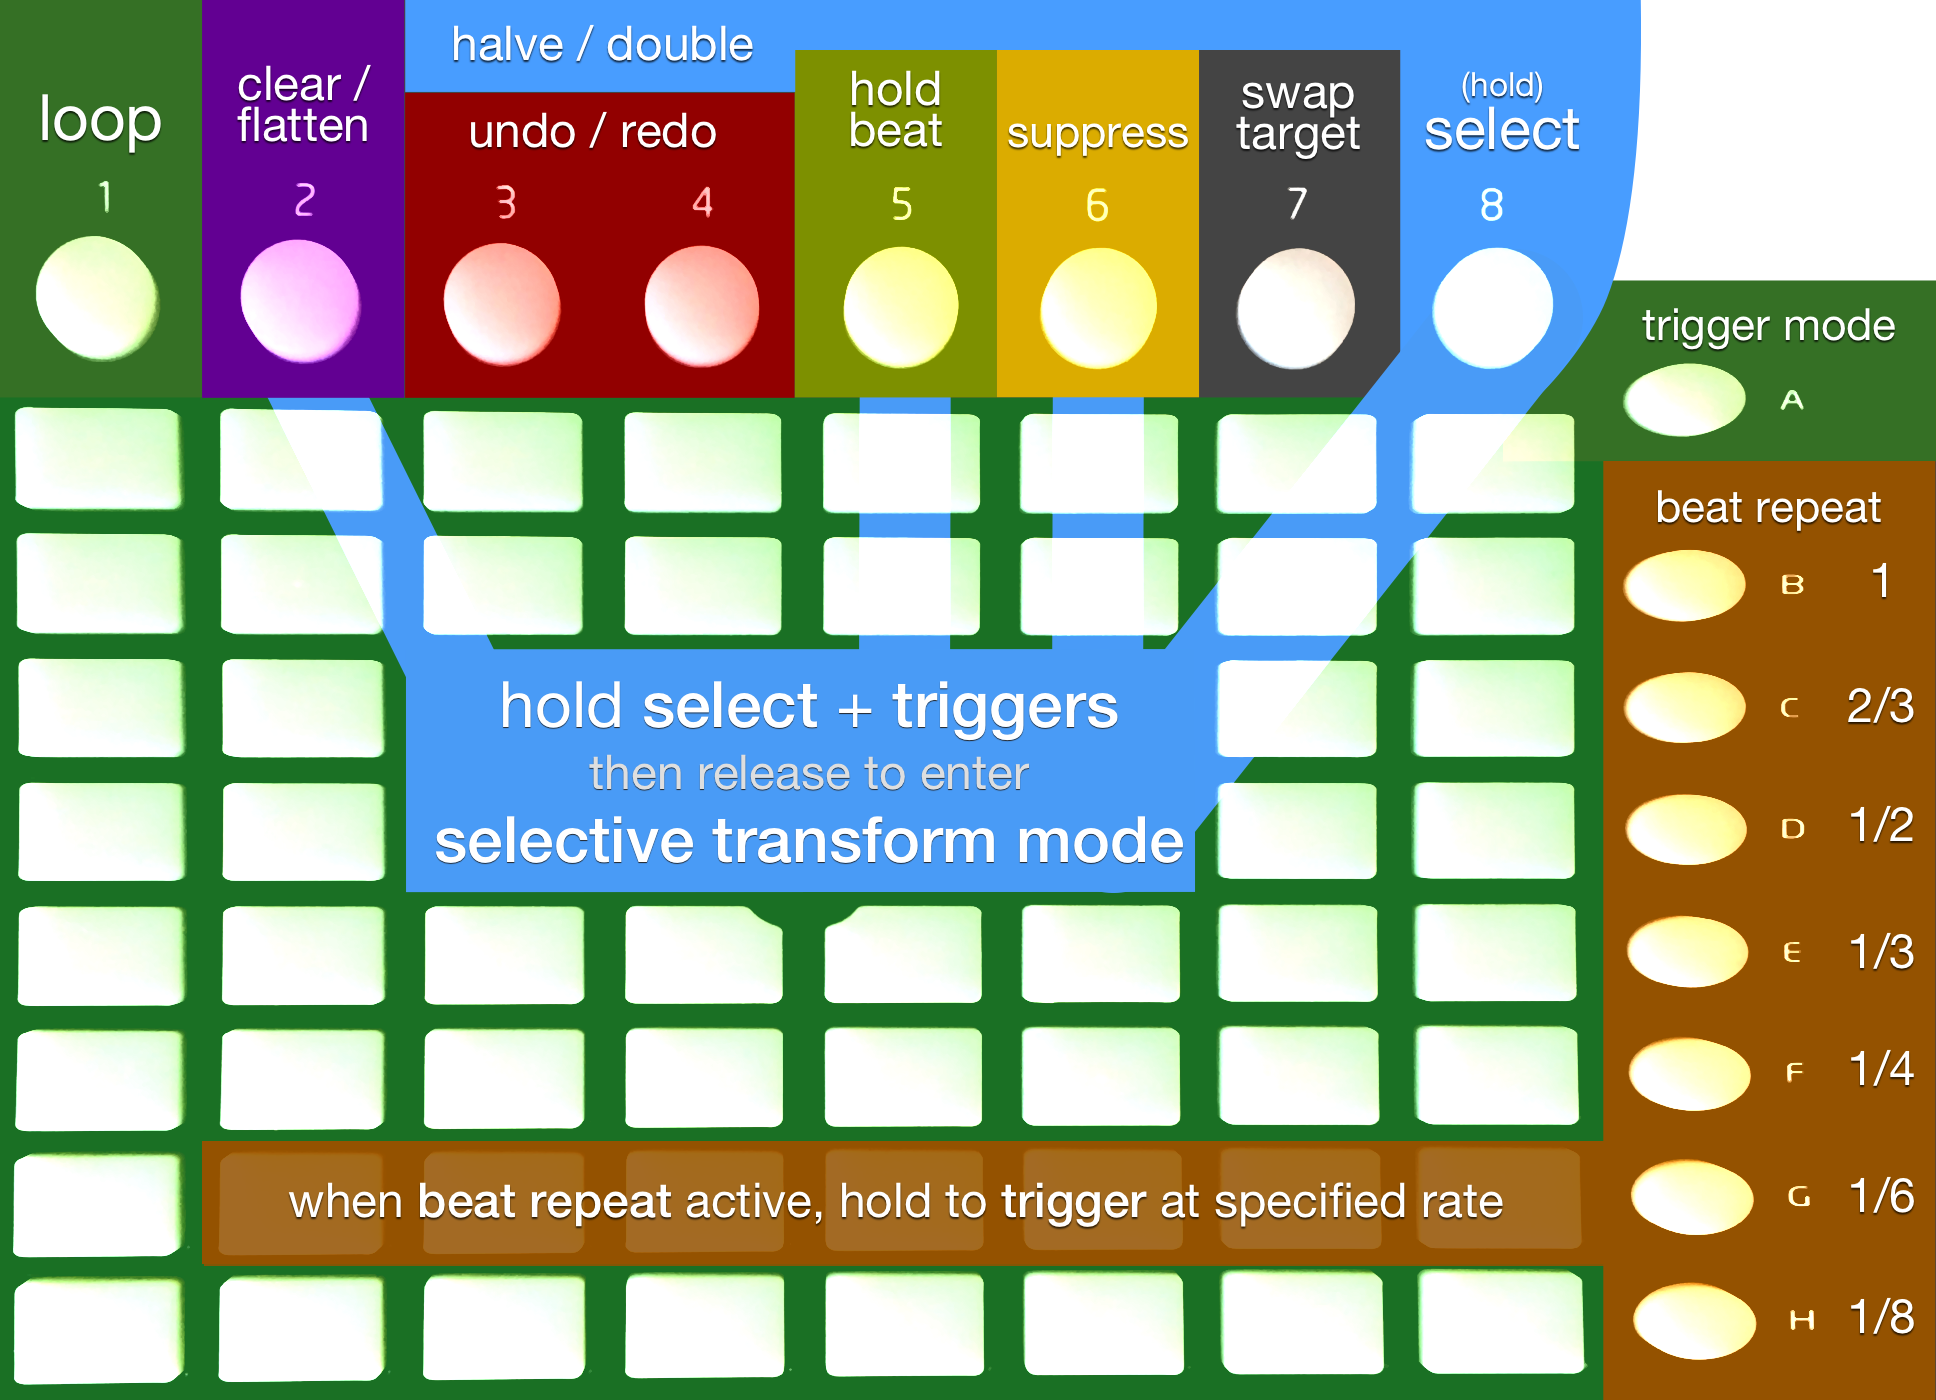 halve / double
loop
clear /
flatten
undo / redo
hold
beat
suppress
swap
target
(hold)
select
1
2
3
4
5
6
7
8
trigger mode
A
beat repeat
B 1
C 2/3
D 1/2
E 1/3
F 1/4
G 1/6
H 1/8
hold select + triggers
then release to enter
selective transform mode
when beat repeat active, hold to trigger at specified rate